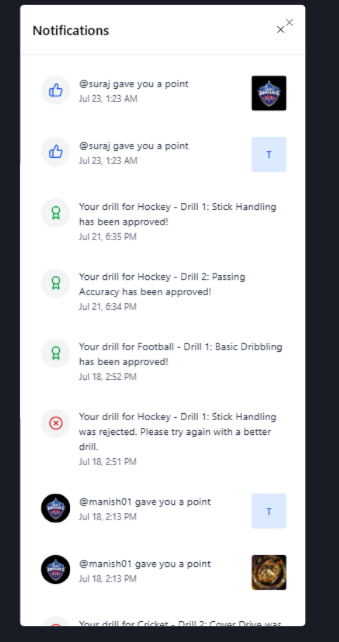 Notifications
@suraj gave you a point
Jul 23, 1:23 AM
@suraj gave you a point
Jul 23, 1:23 AM
T
Your drill for Hockey - Drill 1: Stick Handling
has been approved!
Jul 21, 6:35 PM
Your drill for Hockey - Drill 2: Passing
Accuracy has been approved!
Jul 21, 6:34 PM
Your drill for Football - Drill 1: Basic Dribbling
has been approved!
Jul 18, 2:52 PM
Your drill for Hockey - Drill 1: Stick Handling
was rejected. Please try again with a better
drill.
Jul 18, 2:51 PM
@manish01 gave you a point
Jul 18, 2:13 PM
T
@manish01 gave you a point
Jul 18, 2:13 PM
Your drill for Cricket - Drill 2: Cover Drive was